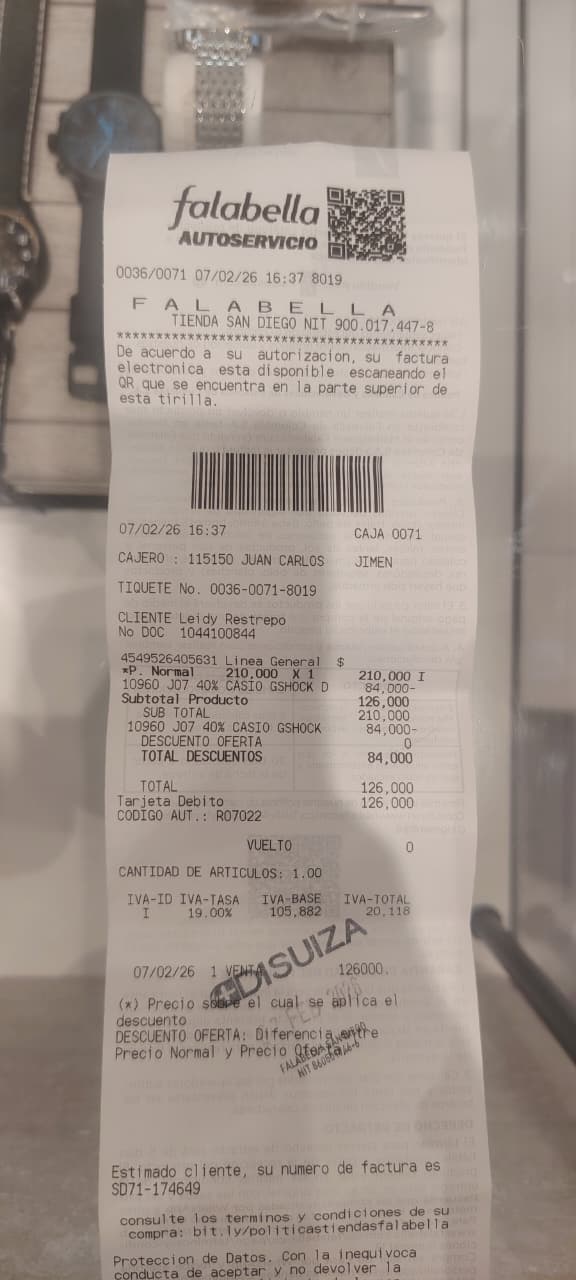 falabella
AUTOSERVICIO
0036/0071 07/02/26 16:37 8019
F A L A B E L L A
TIENDA SAN DIEGO NIT 900.017.447-8
******************************************
De acuerdo a su autorizacion, su factura
electronica esta disponible escaneando el
QR que se encuentra en la parte superior de
esta tirilla.
07/02/26 16:37 CAJA 0071
CAJERO : 115150 JUAN CARLOS JIMEN
TIQUETE No. 0036-0071-8019
CLIENTE Leidy Restrepo
No DOC 1044100844
4549526405631 Linea General $
*P. Normal 210,000 X 1 210,000 I
10960 J07 40% CASIO GSHOCK D 84,000-
Subtotal Producto 126,000
SUB TOTAL 210,000
10960 J07 40% CASIO GSHOCK 84,000-
DESCUENTO OFERTA 0
TOTAL DESCUENTOS 84,000
TOTAL 126,000
Tarjeta Debito 126,000
CODIGO AUT.: R07022
VUELTO 0
CANTIDAD DE ARTICULOS: 1.00
IVA-ID IVA-TASA IVA-BASE IVA-TOTAL
I 19.00% 105,882 20,118
DISUIZA
07/02/26 1 VENTA 126000.
(*) Precio sobre el cual se aplica el
descuento
DESCUENTO OFERTA: Diferencia entre
Precio Normal y Precio Oferta
FALABELLA SAN DIEGO
Estimado cliente, su numero de factura es
SD71-174649
consulte los terminos y condiciones de su
compra: bit.ly/politicastiendasfalabella
Proteccion de Datos. Con la inequivoca
conducta de aceptar y no devolver la